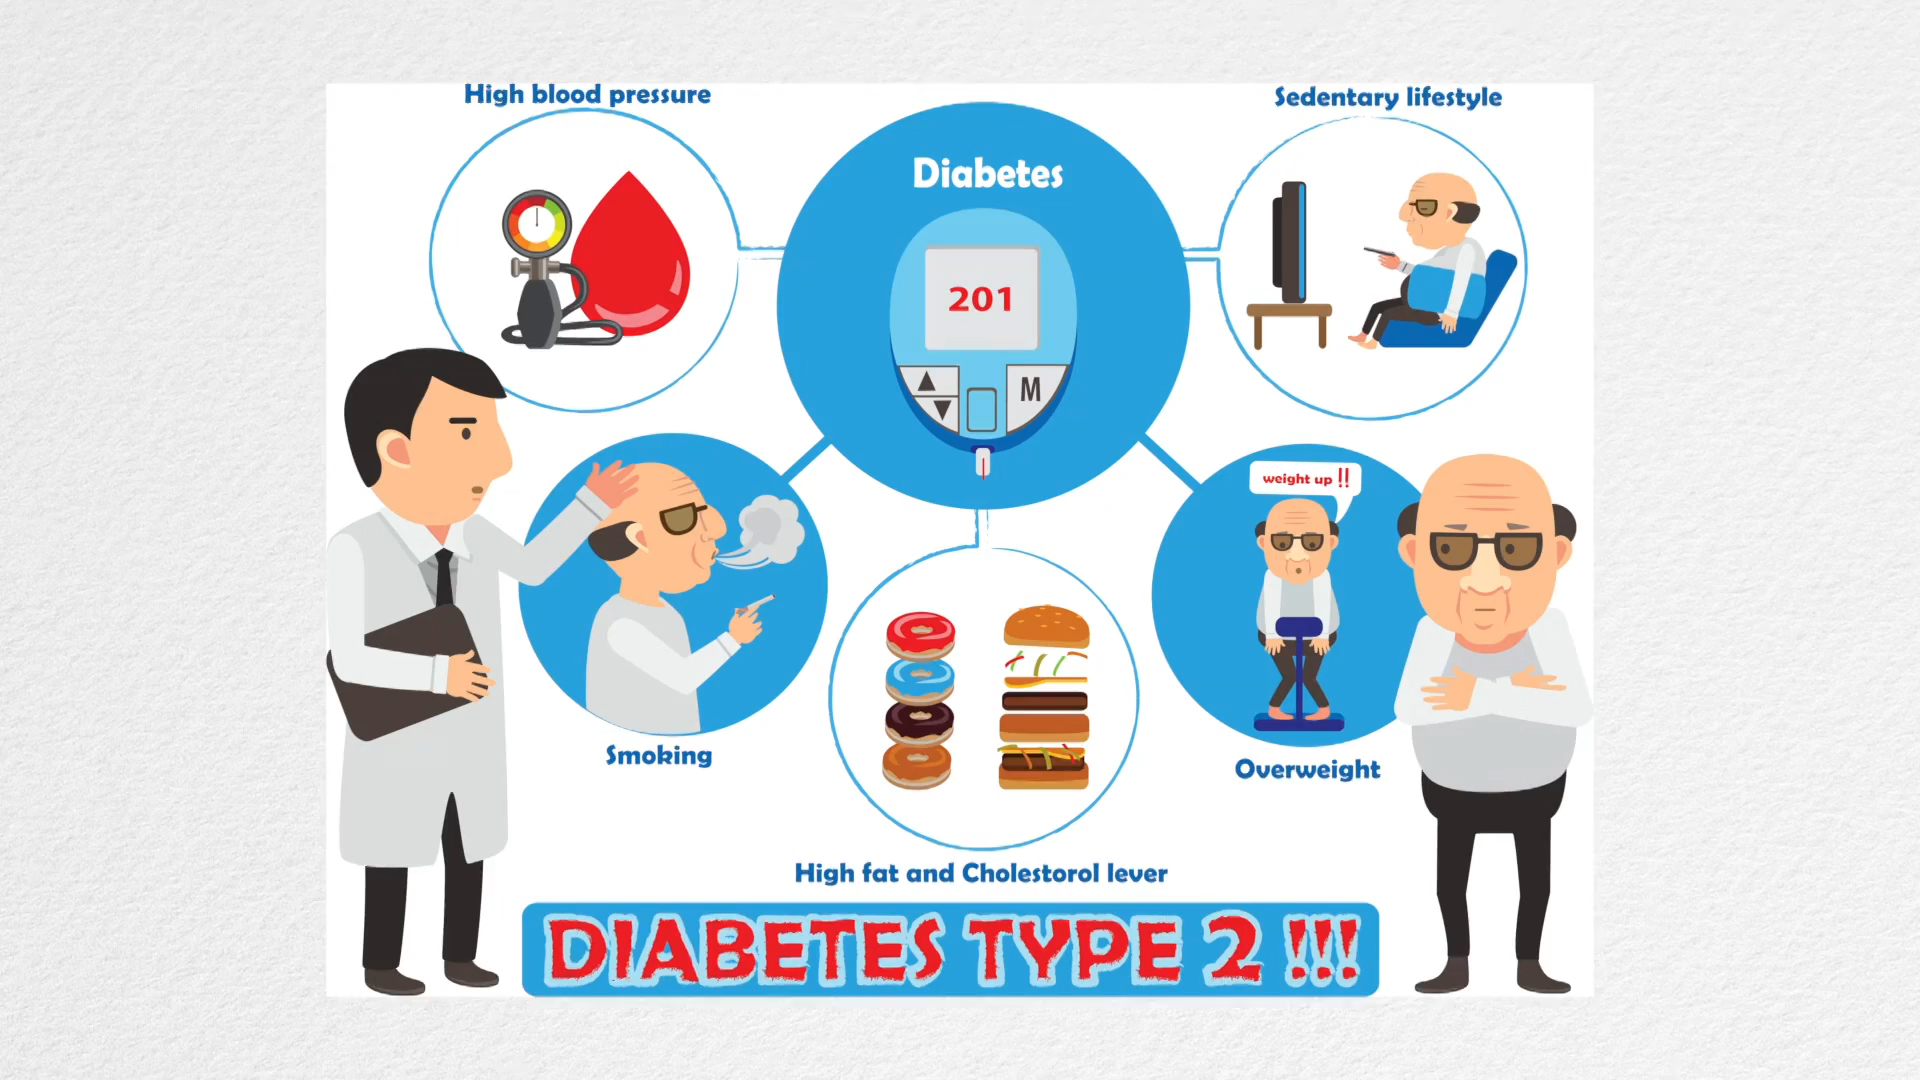 High blood pressure
Sedentary lifestyle
Diabetes
201
M
weight up !!
Smoking
Overweight
High fat and Cholestorol lever
DIABETES TYPE 2 !!!